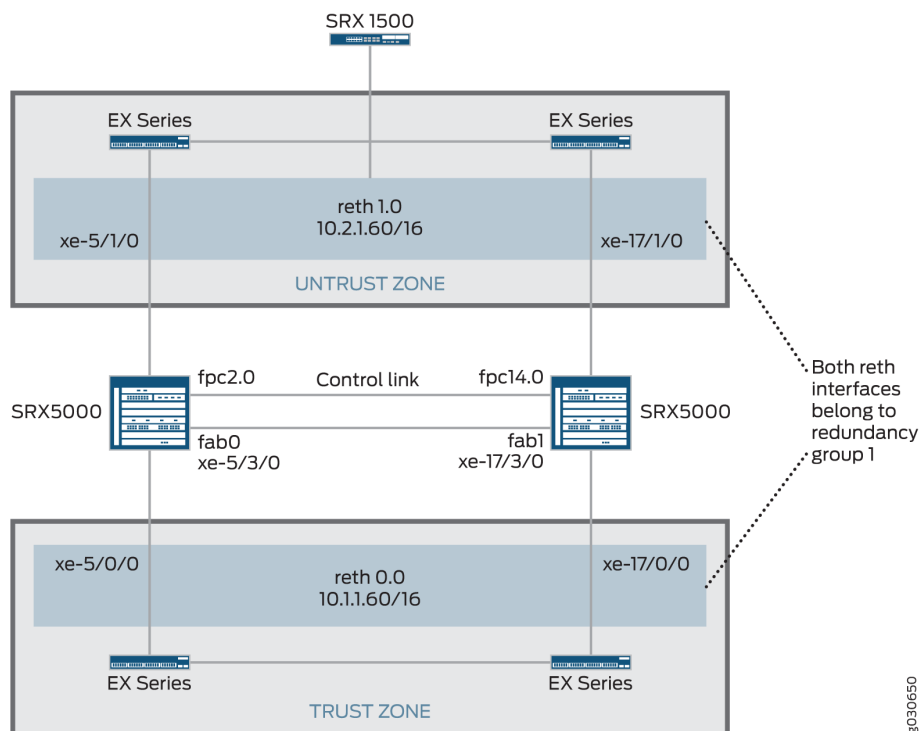 SRX 1500
EX Series
EX Series
reth 1.0
10.2.1.60/16
xe-5/1/0
xe-17/1/0
UNTRUST ZONE
fpc2.0
Control link
fpc14.0
SRX5000
SRX5000
fab0
xe-5/3/0
fab1
xe-17/3/0
Both reth
interfaces
belong to
redundancy
group 1
xe-5/0/0
xe-17/0/0
reth 0.0
10.1.1.60/16
EX Series
EX Series
TRUST ZONE
g030650